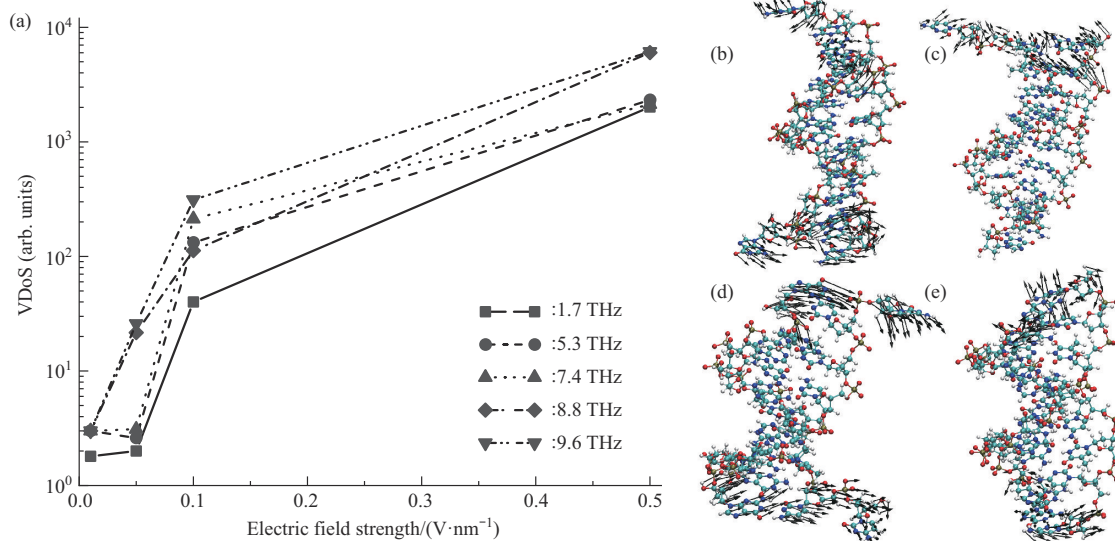 (a)
10⁴
10³
10²
10¹
10⁰
VDoS (arb. units)
0.0 0.1 0.2 0.3 0.4 0.5
Electric field strength/(V·nm⁻¹)
:1.7 THz
:5.3 THz
:7.4 THz
:8.8 THz
:9.6 THz
(b)
(c)
(d)
(e)